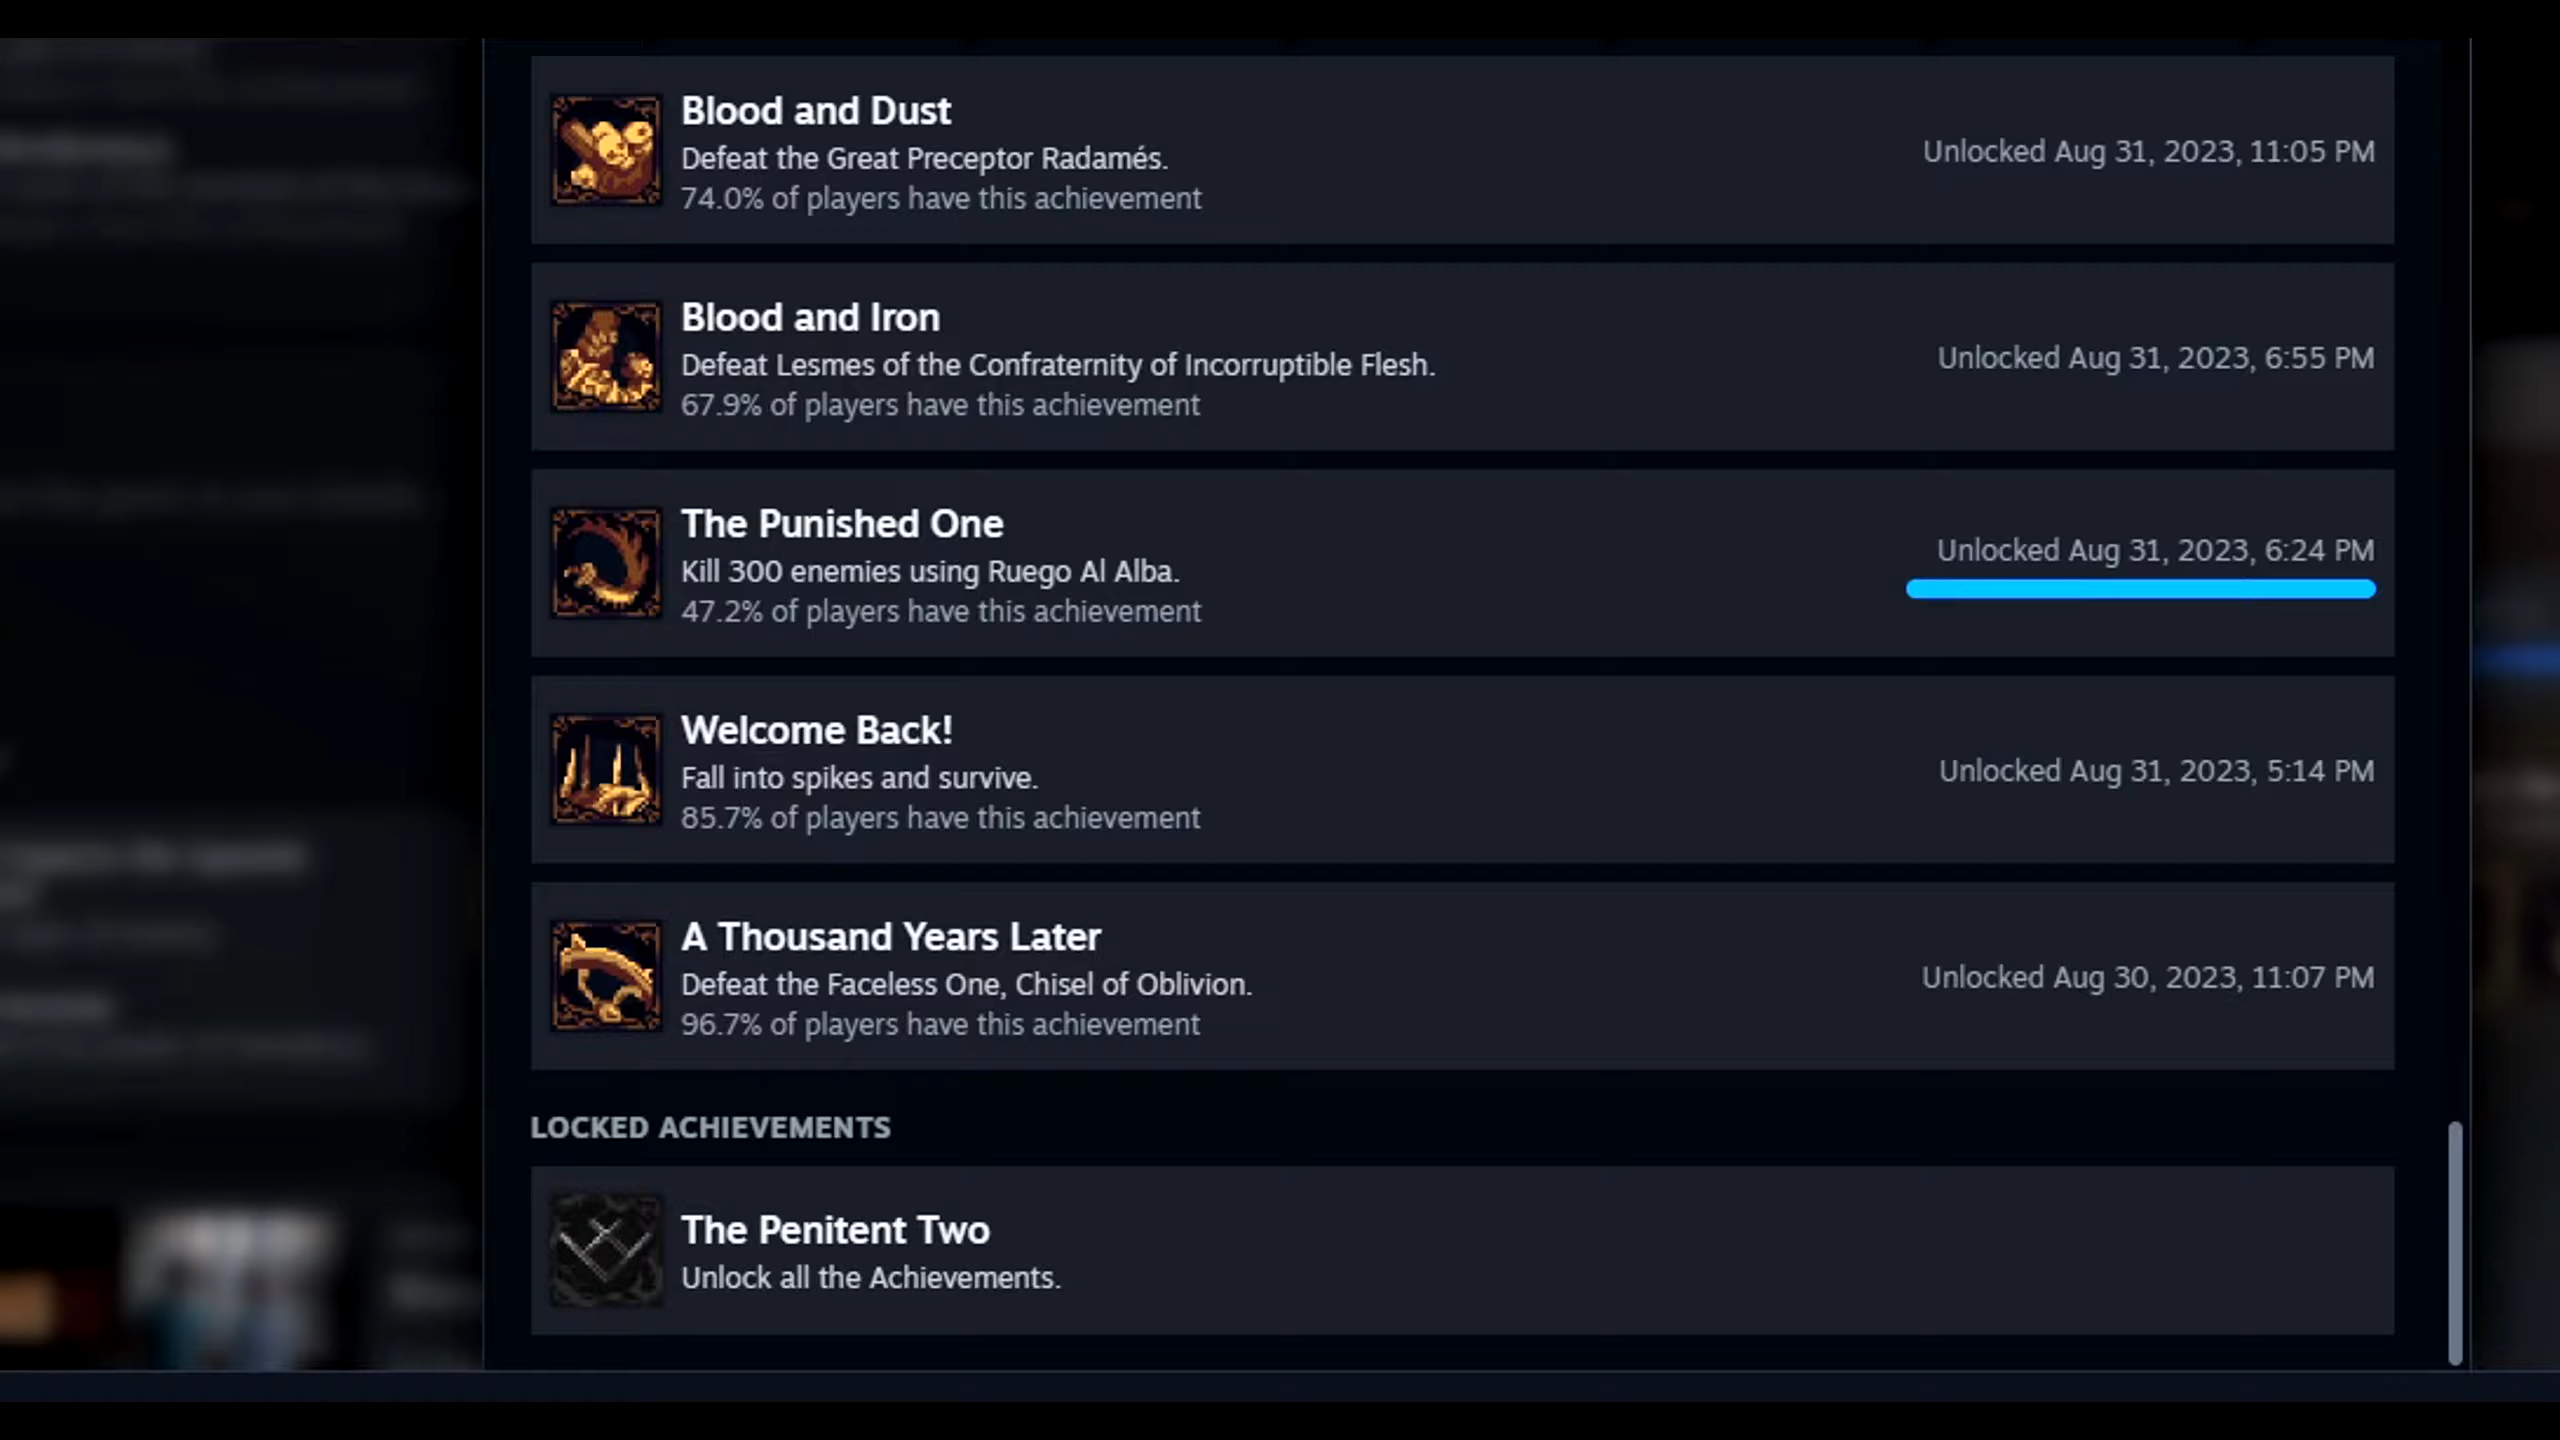 Blood and Dust
Defeat the Great Preceptor Radamés.
74.0% of players have this achievement
Unlocked Aug 31, 2023, 11:05 PM
Blood and Iron
Defeat Lesmes of the Confraternity of Incorruptible Flesh.
67.9% of players have this achievement
Unlocked Aug 31, 2023, 6:55 PM
The Punished One
Kill 300 enemies using Ruego Al Alba.
47.2% of players have this achievement
Unlocked Aug 31, 2023, 6:24 PM
Welcome Back!
Fall into spikes and survive.
85.7% of players have this achievement
Unlocked Aug 31, 2023, 5:14 PM
A Thousand Years Later
Defeat the Faceless One, Chisel of Oblivion.
96.7% of players have this achievement
Unlocked Aug 30, 2023, 11:07 PM
LOCKED ACHIEVEMENTS
The Penitent Two
Unlock all the Achievements.